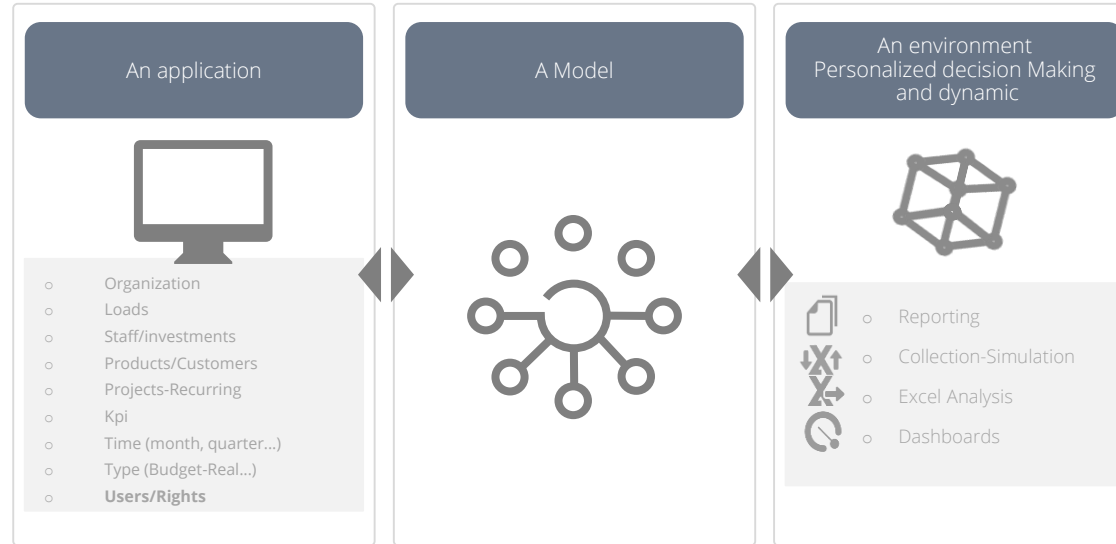 An application
Organization
Loads
Staff/investments
Products/Customers
Projects-Recurring
Kpi
Time (month, quarter...)
Type (Budget-Real...)
Users/Rights
A Model
An environment
Personalized decision Making
and dynamic
Reporting
Collection-Simulation
Excel Analysis
Dashboards